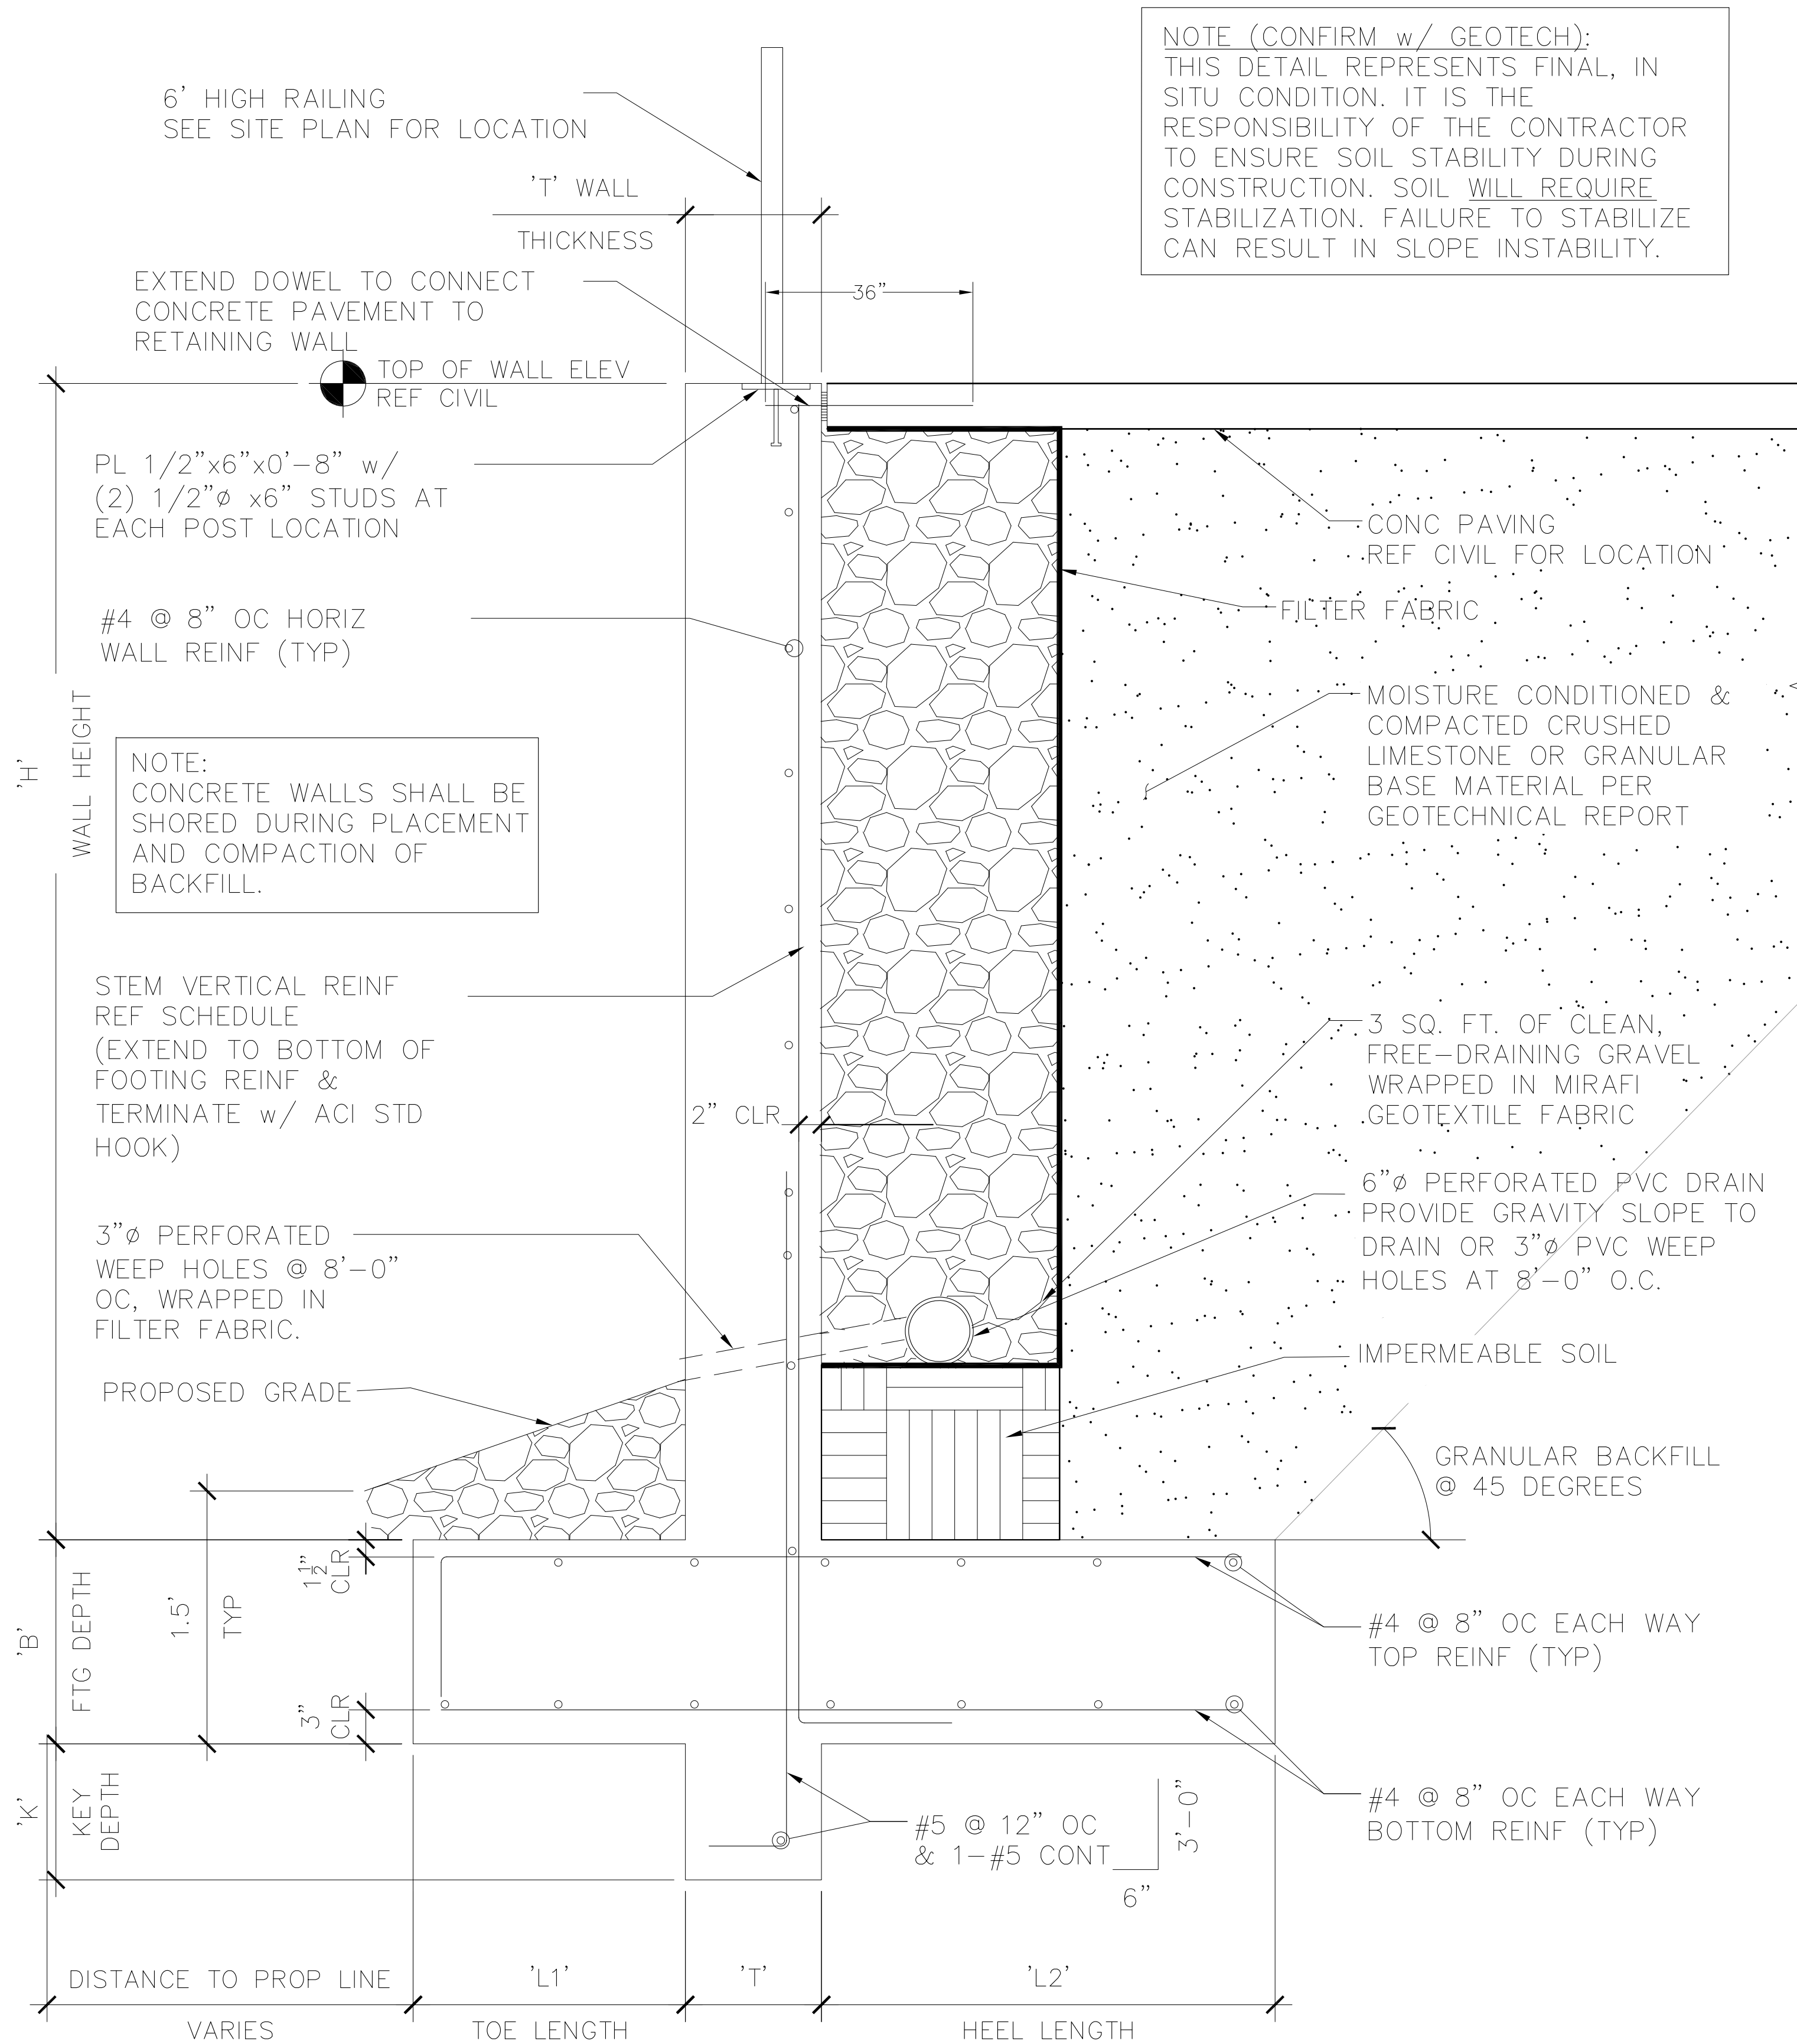 NOTE (CONFIRM w/ GEOTECH):
THIS DETAIL REPRESENTS FINAL, IN
SITU CONDITION. IT IS THE
RESPONSIBILITY OF THE CONTRACTOR
TO ENSURE SOIL STABILITY DURING
CONSTRUCTION. SOIL WILL REQUIRE
STABILIZATION. FAILURE TO STABILIZE
CAN RESULT IN SLOPE INSTABILITY.
6' HIGH RAILING
SEE SITE PLAN FOR LOCATION
'T' WALL
THICKNESS
EXTEND DOWEL TO CONNECT
CONCRETE PAVEMENT TO
RETAINING WALL
36"
TOP OF WALL ELEV
REF CIVIL
PL 1/2"x6"x0'-8" w/
(2) 1/2"ø x6" STUDS AT
EACH POST LOCATION
CONC PAVING
REF CIVIL FOR LOCATION
FILTER FABRIC
#4 @ 8" OC HORIZ
WALL REINF (TYP)
MOISTURE CONDITIONED &
COMPACTED CRUSHED
LIMESTONE OR GRANULAR
BASE MATERIAL PER
GEOTECHNICAL REPORT
'H'
WALL HEIGHT
NOTE:
CONCRETE WALLS SHALL BE
SHORED DURING PLACEMENT
AND COMPACTION OF
BACKFILL.
STEM VERTICAL REINF
REF SCHEDULE
(EXTEND TO BOTTOM OF
FOOTING REINF &
TERMINATE w/ ACI STD
HOOK)
2" CLR
3 SQ. FT. OF CLEAN,
FREE-DRAINING GRAVEL
WRAPPED IN MIRAFI
GEOTEXTILE FABRIC
6"ø PERFORATED PVC DRAIN
PROVIDE GRAVITY SLOPE TO
DRAIN OR 3"ø PVC WEEP
HOLES AT 8'-0" O.C.
3"ø PERFORATED
WEEP HOLES @ 8'-0"
OC, WRAPPED IN
FILTER FABRIC.
IMPERMEABLE SOIL
PROPOSED GRADE
GRANULAR BACKFILL
@ 45 DEGREES
'B'
FTG DEPTH
1.5'
TYP
1 1/2"
CLR
3"
CLR
#4 @ 8" OC EACH WAY
TOP REINF (TYP)
#4 @ 8" OC EACH WAY
BOTTOM REINF (TYP)
'K'
KEY
DEPTH
#5 @ 12" OC
& 1-#5 CONT
3'-0"
6"
DISTANCE TO PROP LINE
VARIES
'L1'
TOE LENGTH
'T'
'L2'
HEEL LENGTH